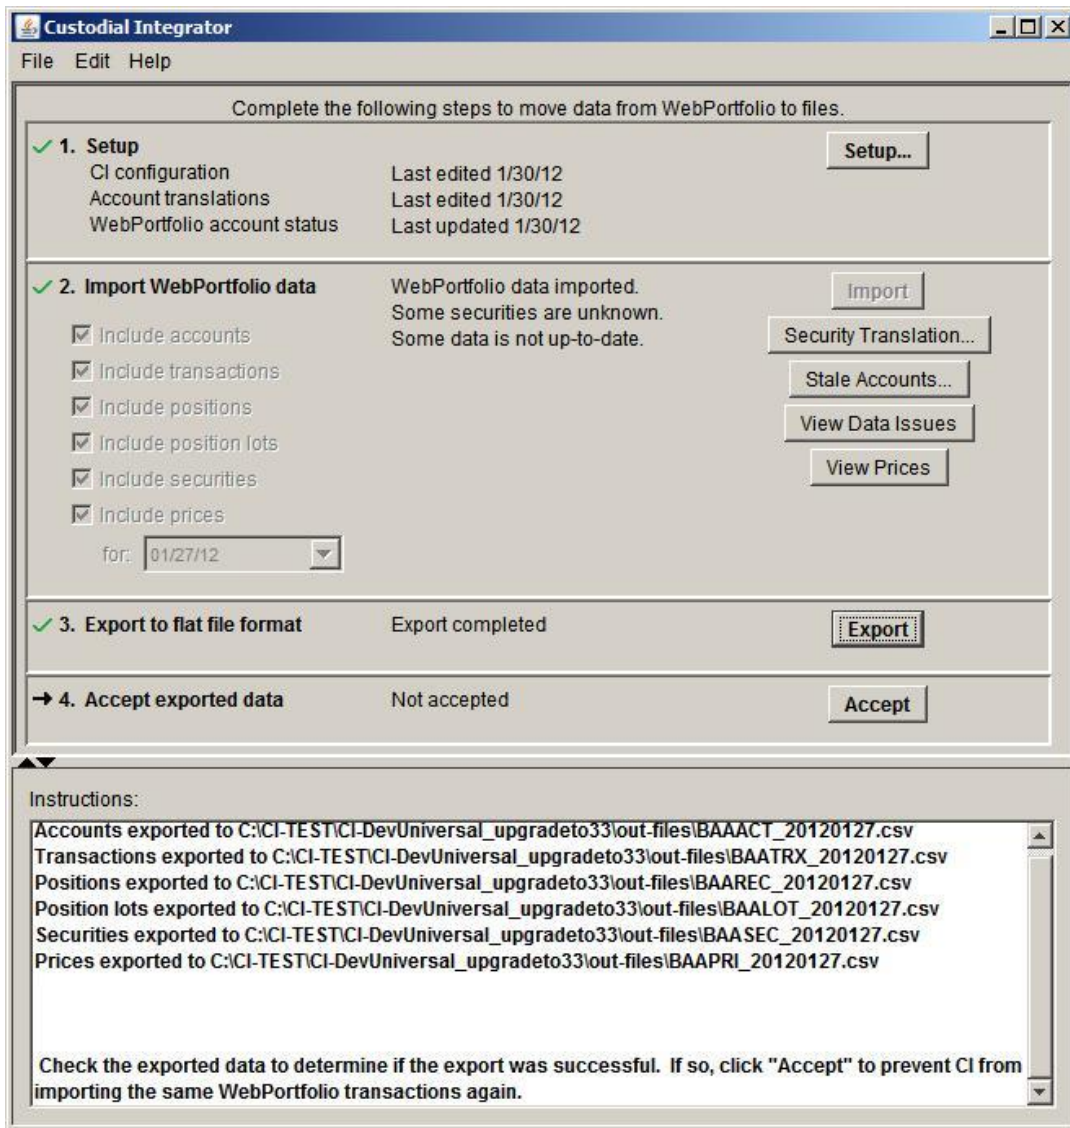 Custodial Integrator
File Edit Help
Complete the following steps to move data from WebPortfolio to files.
1. Setup
Setup...
CI configuration Last edited 1/30/12
Account translations Last edited 1/30/12
WebPortfolio account status Last updated 1/30/12
2. Import WebPortfolio data WebPortfolio data imported. Import
Some securities are unknown.
Include accounts Some data is not up-to-date. Security Translation...
Include transactions Stale Accounts...
Include positions View Data Issues
Include position lots
Include securities View Prices
Include prices
for: 01/27/12
3. Export to flat file format Export completed Export
4. Accept exported data Not accepted Accept
Instructions:
Accounts exported to C:\CI-TEST\CI-DevUniversal_upgradeto33\out-files\BAAACT_20120127.csv
Transactions exported to C:\CI-TEST\CI-DevUniversal_upgradeto33\out-files\BAATRX_20120127.csv
Positions exported to C:\CI-TEST\CI-DevUniversal_upgradeto33\out-files\BAAREC_20120127.csv
Position lots exported to C:\CI-TEST\CI-DevUniversal_upgradeto33\out-files\BAALOT_20120127.csv
Securities exported to C:\CI-TEST\CI-DevUniversal_upgradeto33\out-files\BAASEC_20120127.csv
Prices exported to C:\CI-TEST\CI-DevUniversal_upgradeto33\out-files\BAAPRI_20120127.csv
Check the exported data to determine if the export was successful. If so, click "Accept" to prevent CI from
importing the same WebPortfolio transactions again.